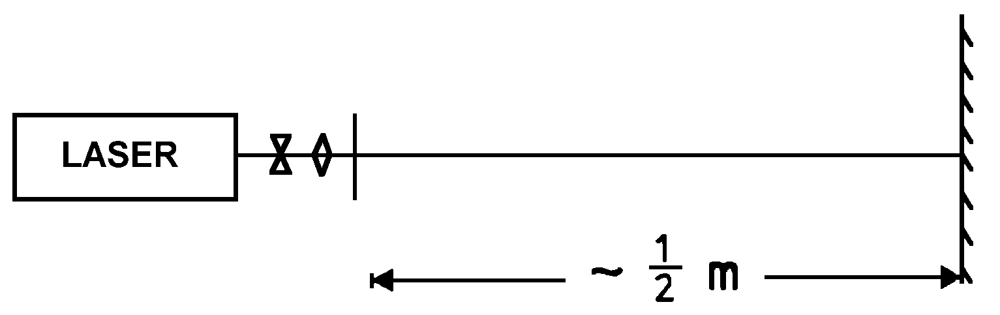 LASER
~ 1/2 m